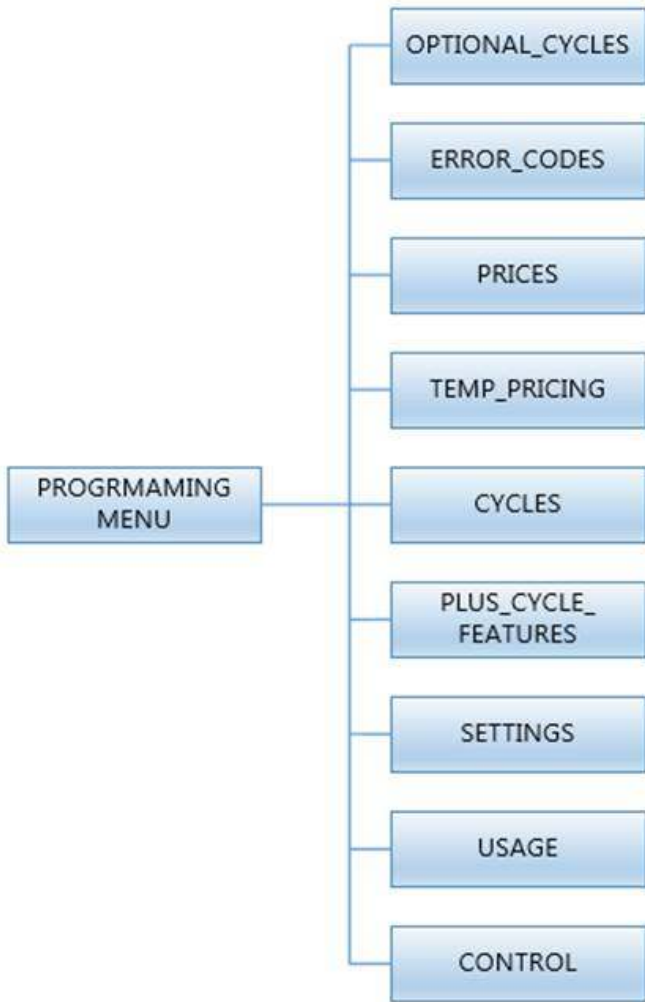 OPTIONAL_CYCLES
ERROR_CODES
PRICES
TEMP_PRICING
PROGRMAMING
MENU
CYCLES
PLUS_CYCLE_
FEATURES
SETTINGS
USAGE
CONTROL